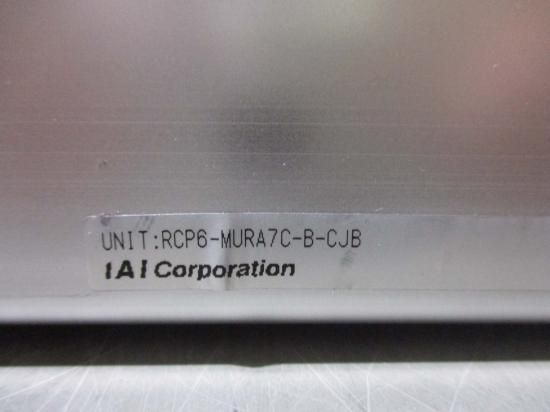 UNIT:RCP6-MURA7C-B-CJB
IAI Corporation